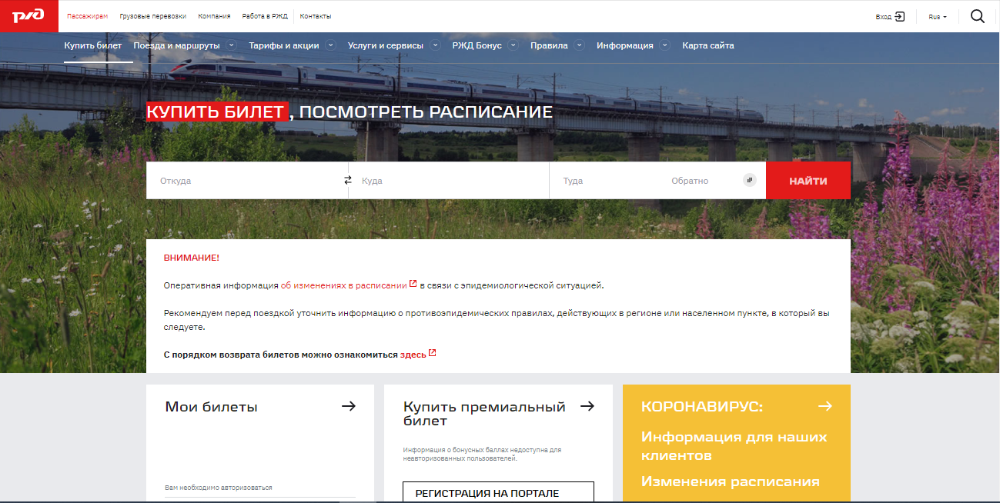 ржд
Пассажирам Грузовые перевозки Компания Работа в РЖД Контакты Вход Rus
Купить билет Поезда и маршруты Тарифы и акции Услуги и сервисы РЖД Бонус Правила Информация Карта сайта
КУПИТЬ БИЛЕТ, ПОСМОТРЕТЬ РАСПИСАНИЕ
Откуда Куда Туда Обратно НАЙТИ
ВНИМАНИЕ!
Оперативная информация об изменениях в расписании в связи с эпидемиологической ситуацией.
Рекомендуем перед поездкой уточнить информацию о противоэпидемических правилах, действующих в регионе или населенном пункте, в который вы
следуете.
С порядком возврата билетов можно ознакомиться здесь
Мои билеты
Вам необходимо авторизоваться
Купить премиальный
билет
Информация о бонусных баллах недоступна для
неавторизованных пользователей.
РЕГИСТРАЦИЯ НА ПОРТАЛЕ
КОРОНАВИРУС:
Информация для наших
клиентов
Изменения расписания